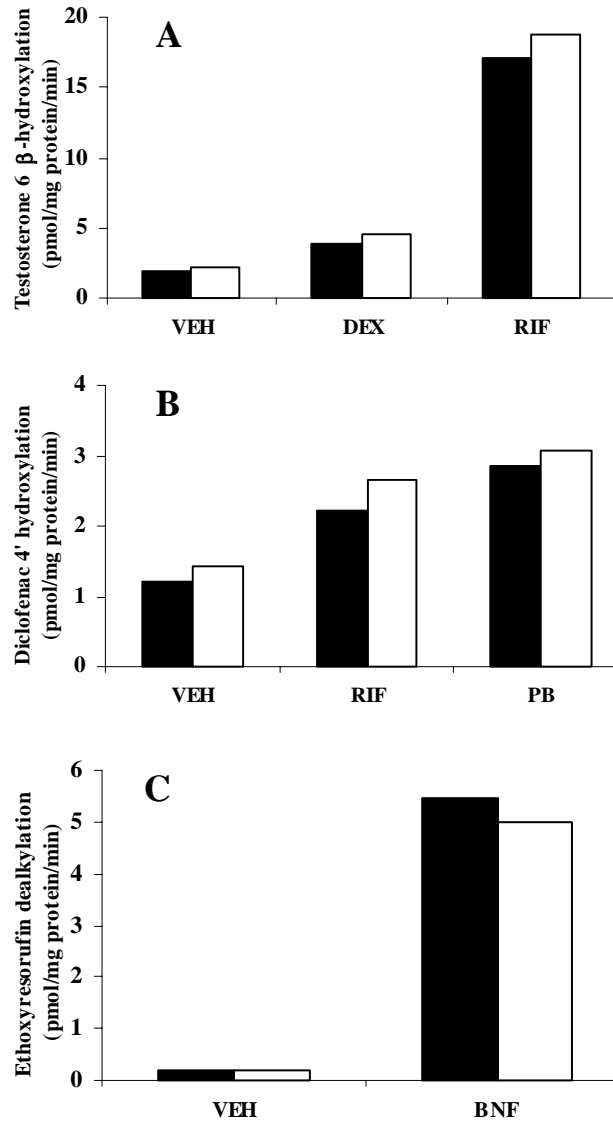 A
Testosterone 6 β-hydroxylation
(pmol/mg protein/min)
20
15
10
5
0
VEH DEX RIF
B
Diclofenac 4' hydroxylation
(pmol/mg protein/min)
4
3
2
1
0
VEH RIF PB
C
Ethoxyresorufin dealkylation
(pmol/mg protein/min)
6
5
4
3
2
1
0
VEH BNF